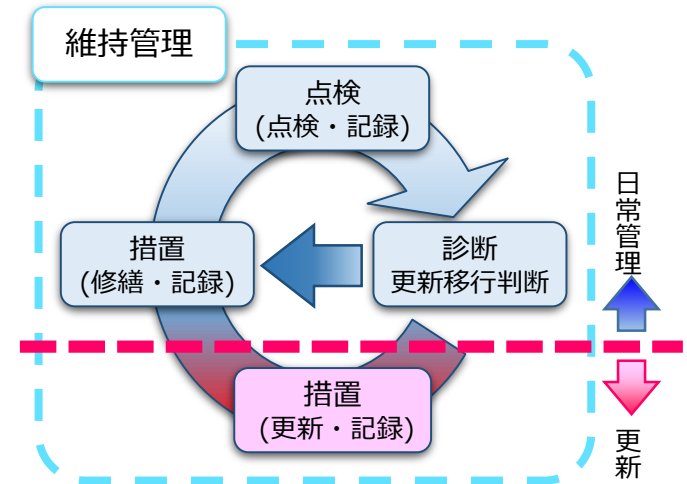 維持管理
点検
(点検・記録)
措置
(修繕・記録)
診断
更新移行判断
措置
(更新・記録)
日常管理
更新